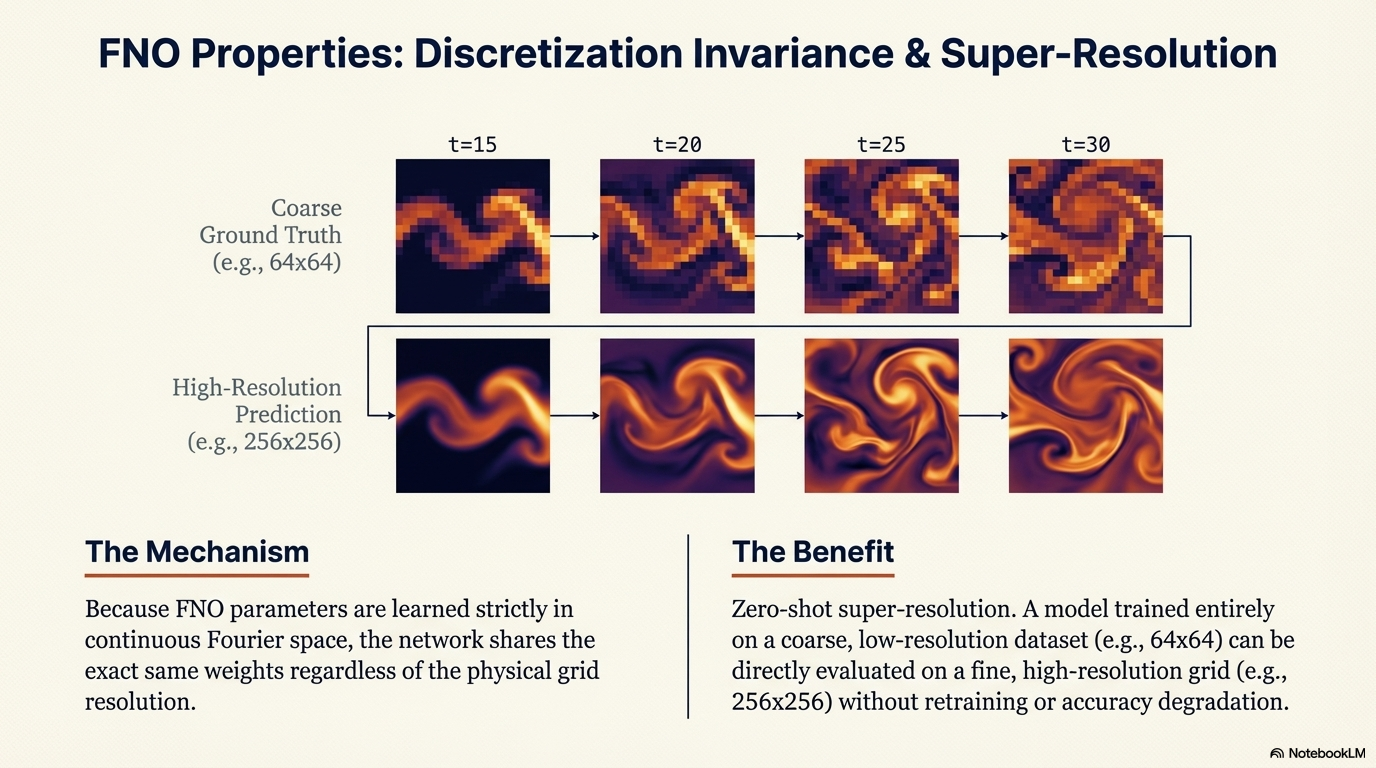 FNO Properties: Discretization Invariance & Super-Resolution
t=15
t=20
t=25
t=30
Coarse
Ground Truth
(e.g., 64x64)
High-Resolution
Prediction
(e.g., 256x256)
The Mechanism
Because FNO parameters are learned strictly in
continuous Fourier space, the network shares the
exact same weights regardless of the physical grid
resolution.
The Benefit
Zero-shot super-resolution. A model trained entirely
on a coarse, low-resolution dataset (e.g., 64x64) can be
directly evaluated on a fine, high-resolution grid (e.g.,
256x256) without retraining or accuracy degradation.
NotebookLM